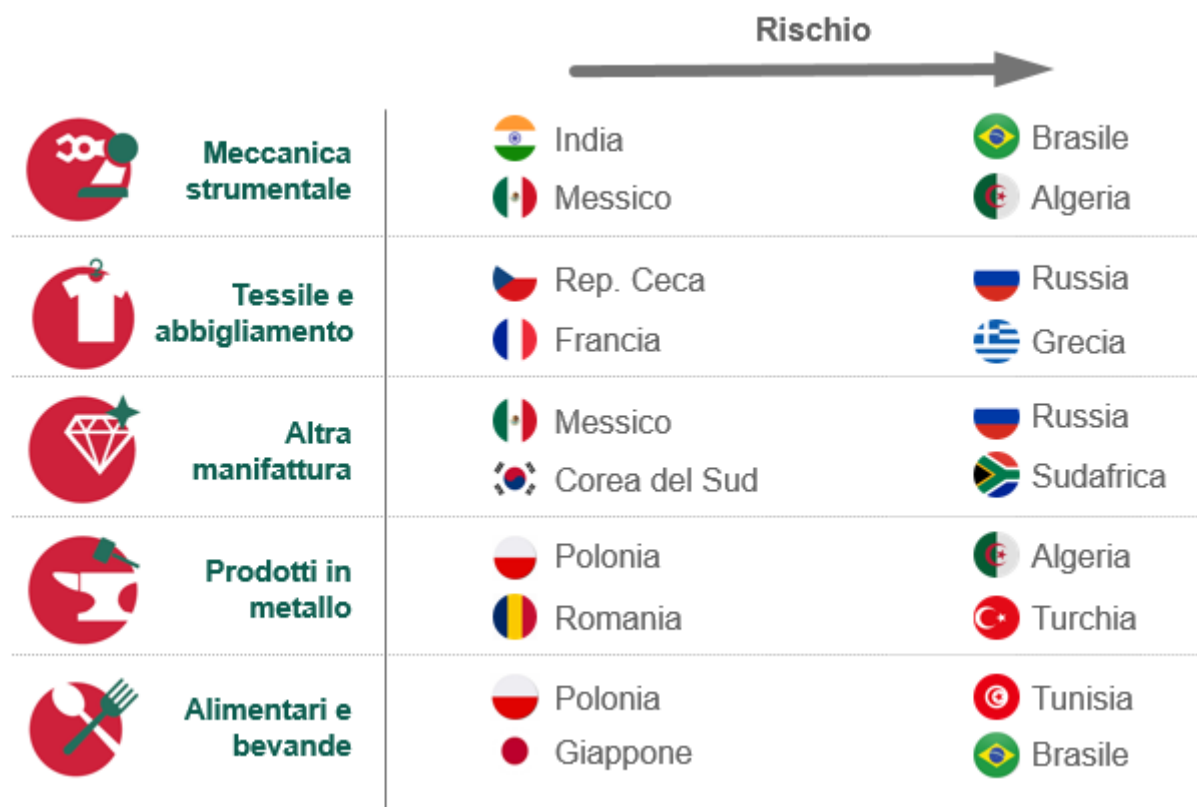 Rischio
Meccanica
strumentale
India
Brasile
Messico
Algeria
Tessile e
abbigliamento
Rep. Ceca
Russia
Francia
Grecia
Altra
manifattura
Messico
Russia
Corea del Sud
Sudafrica
Prodotti in
metallo
Polonia
Algeria
Romania
Turchia
Alimentari e
bevande
Polonia
Tunisia
Giappone
Brasile